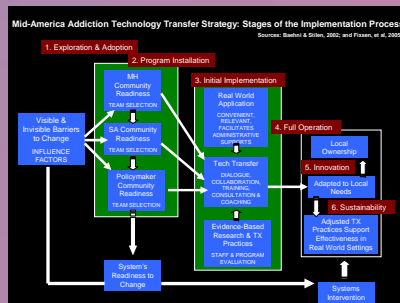 Mid-America Addiction Technology Transfer Strategy: Stages of the Implementation Process
Sources: Baehni & Stilen, 2002; and Fixsen, et al, 2005
1. Exploration & Adoption
2. Program Installation
3. Initial Implementation
4. Full Operation
5. Innovation
6. Sustainability
Visible &
Invisible Barriers
to Change
INFLUENCE
FACTORS
MH
Community
Readiness
TEAM SELECTION
SA Community
Readiness
TEAM SELECTION
Policymaker
Community
Readiness
TEAM SELECTION
System's
Readiness to
Change
Real World
Application
CONVENIENT,
RELEVANT,
FACILITATES
ADMINISTRATIVE
SUPPORTS
Tech Transfer
DIALOGUE,
COLLABORATION,
TRAINING,
CONSULTATION &
COACHING
Evidence-Based
Research & TX
Practices
STAFF & PROGRAM
EVALUATION
Local
Ownership
Adapted to Local
Needs
Adjusted TX
Practices Support
Effectiveness in
Real World Settings
Systems
Intervention